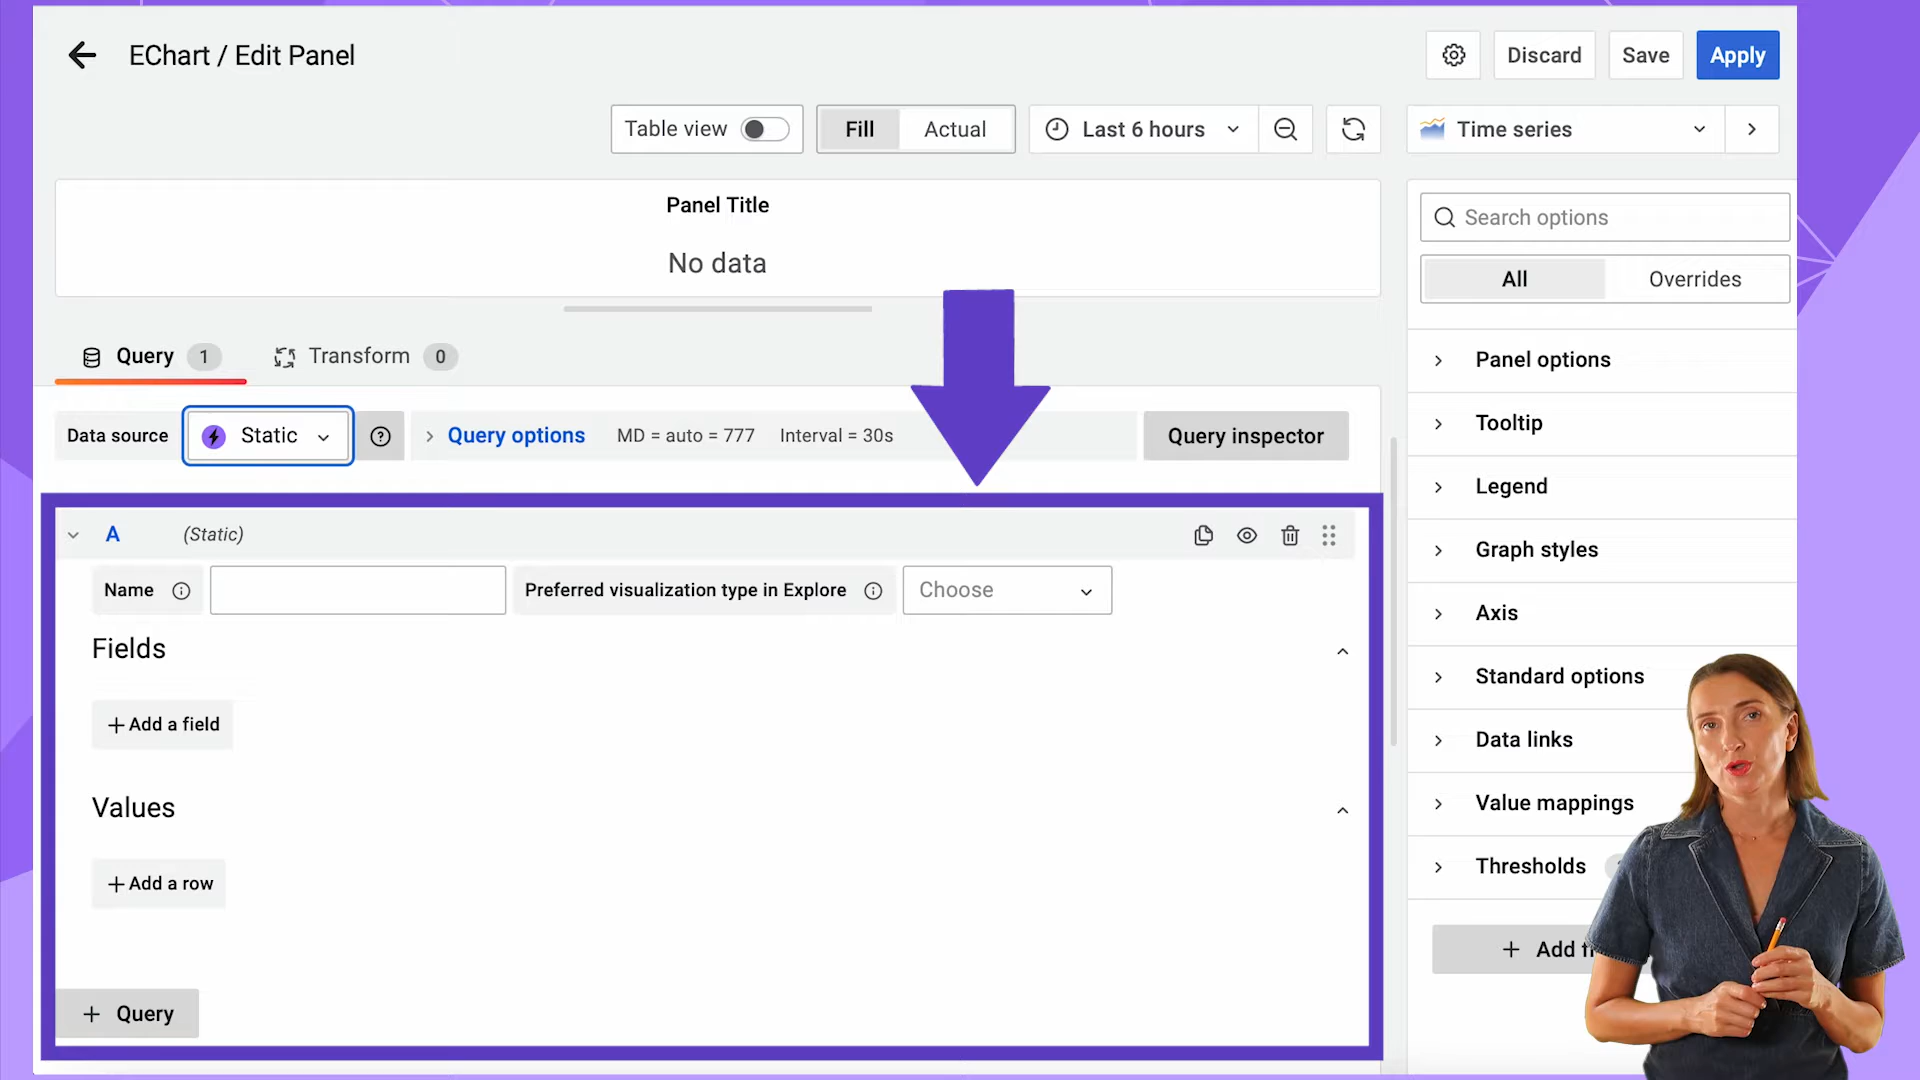 EChart / Edit Panel
Discard
Save
Apply
Table view
Fill
Actual
Last 6 hours
Time series
Panel Title
No data
Search options
All
Overrides
Query 1
Transform 0
Panel options
Tooltip
Legend
Graph styles
Axis
Standard options
Data links
Value mappings
Thresholds
Data source
Static
Query options
MD = auto = 777
Interval = 30s
Query inspector
A
(Static)
Name
Preferred visualization type in Explore
Choose
Fields
+ Add a field
Values
+ Add a row
+ Query
+ Add